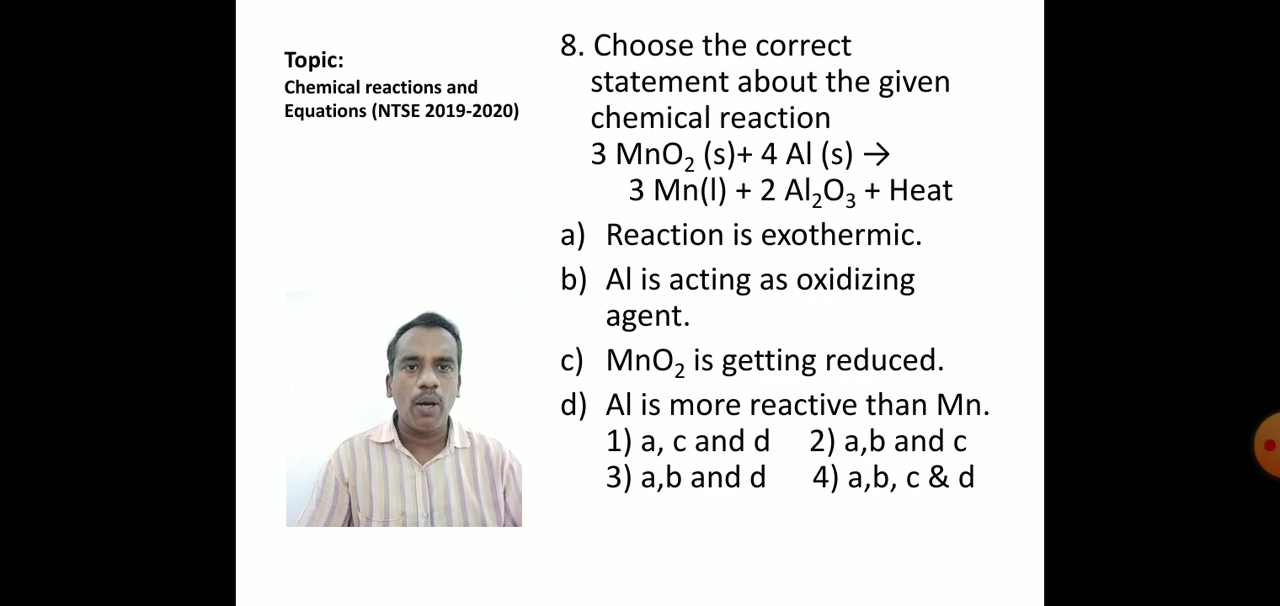 Topic:
Chemical reactions and
Equations (NTSE 2019-2020)
8. Choose the correct
statement about the given
chemical reaction
3 MnO₂ (s)+ 4 Al (s) →
3 Mn(l) + 2 Al₂O₃ + Heat
a) Reaction is exothermic.
b) Al is acting as oxidizing
agent.
c) MnO₂ is getting reduced.
d) Al is more reactive than Mn.
1) a, c and d 2) a,b and c
3) a,b and d 4) a,b, c & d